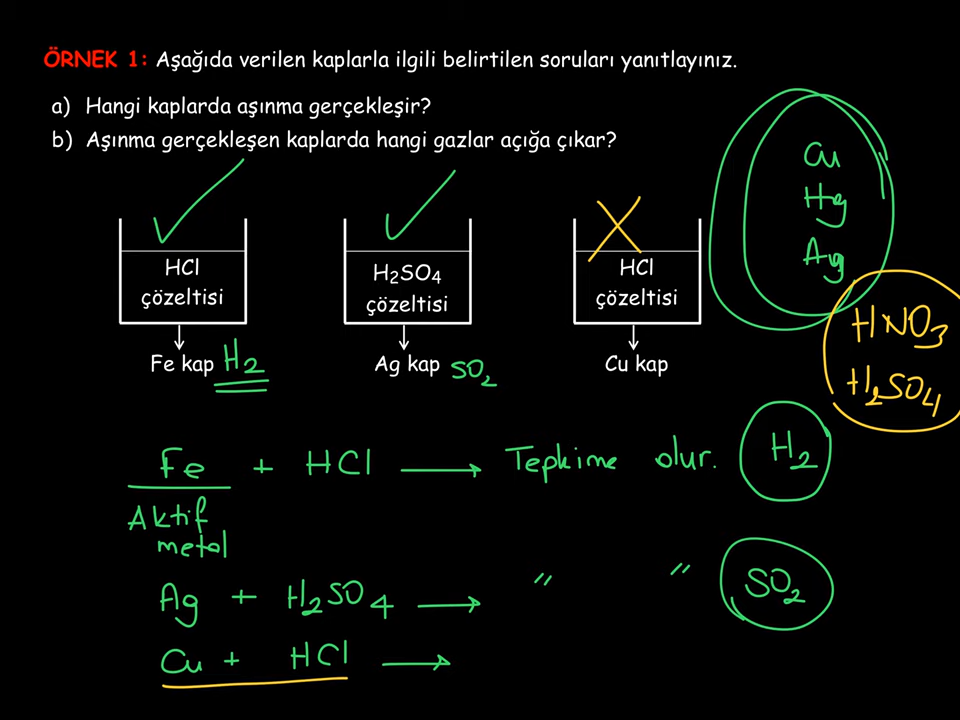 ÖRNEK 1: Aşağıda verilen kaplarla ilgili belirtilen soruları yanıtlayınız.
a) Hangi kaplarda aşınma gerçekleşir?
b) Aşınma gerçekleşen kaplarda hangi gazlar açığa çıkar?
Cu
Hg
Ag
HCl
çözeltisi
Fe kap H2
H2SO4
çözeltisi
Ag kap SO2
HCl
çözeltisi
Cu kap
HNO3
H2SO4
Fe + HCl → Tepkime olur. H2
Aktif
metal
Ag + H2SO4 → " " SO2
Cu + HCl →